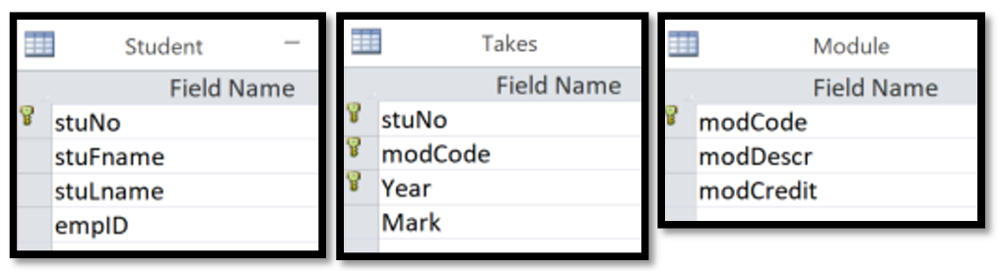 Student
Field Name
stuNo
stuFname
stuLname
empID
Takes
Field Name
stuNo
modCode
Year
Mark
Module
Field Name
modCode
modDescr
modCredit